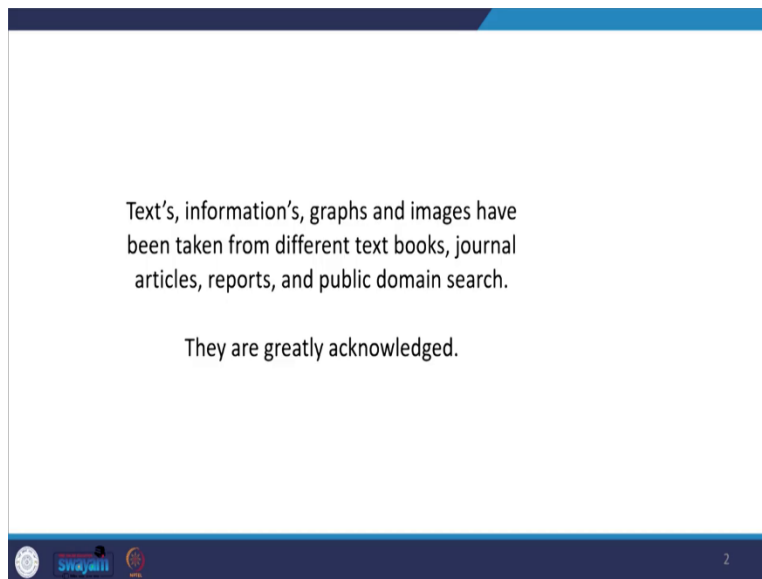 Text's, information's, graphs and images have
been taken from different text books, journal
articles, reports, and public domain search.
They are greatly acknowledged.
swayam
2